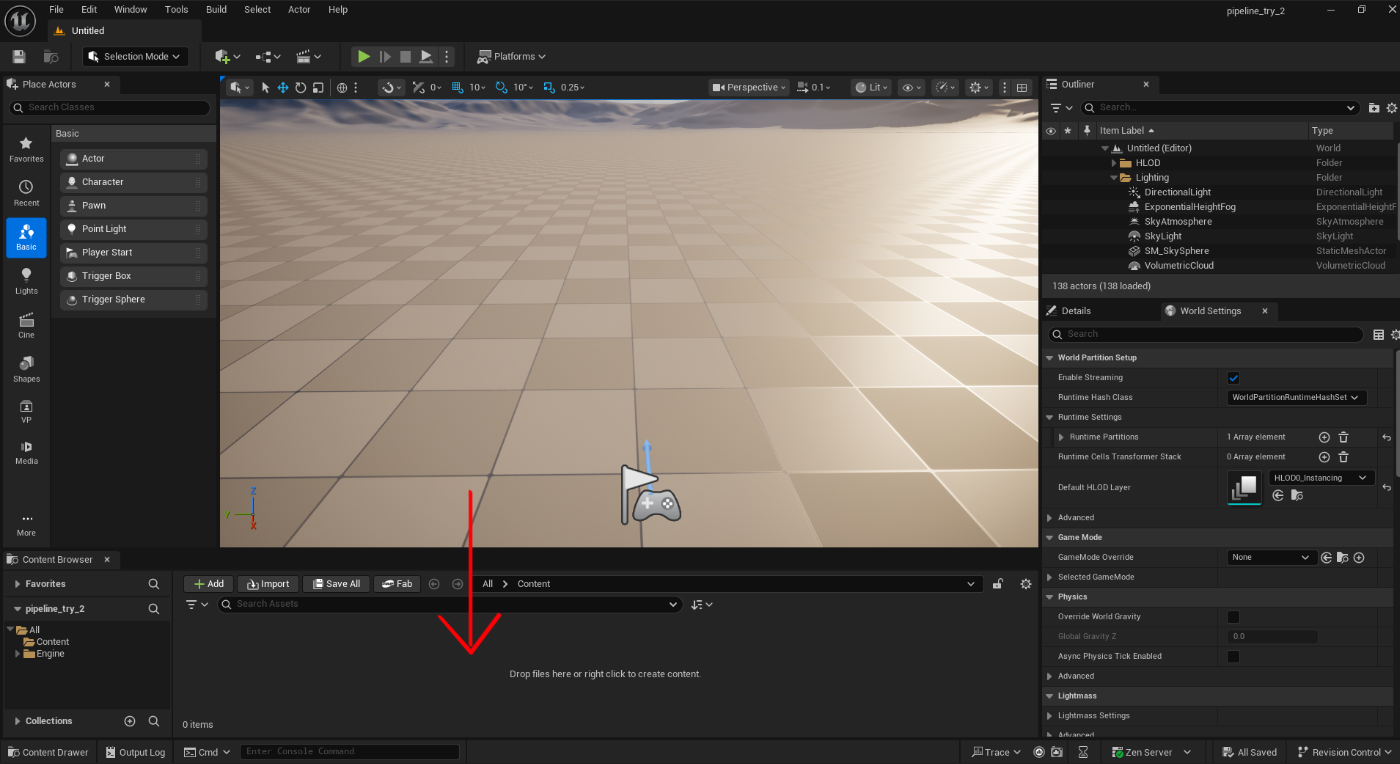 File Edit Window Tools Build Select Actor Help
pipeline_try_2
Untitled
Selection Mode
Platforms
Place Actors
Search Classes
Favorites
Recent
Basic
Lights
Cine
Shapes
VP
Media
More
Basic
Actor
Character
Pawn
Point Light
Player Start
Trigger Box
Trigger Sphere
0 10 10° 0.25
Perspective 0.1 Lit
Z
Y
X
Outliner
Search...
Item Label Type
Untitled (Editor) World
HLOD Folder
Lighting Folder
DirectionalLight DirectionalLight
ExponentialHeightFog ExponentialHeightF
SkyAtmosphere SkyAtmosphere
SkyLight SkyLight
SM_SkySphere StaticMeshActor
VolumetricCloud VolumetricCloud
138 actors (138 loaded)
Details World Settings
Search
World Partition Setup
Enable Streaming
Runtime Hash Class WorldPartitionRuntimeHashSet
Runtime Settings
Runtime Partitions 1 Array element
Runtime Cells Transformer Stack 0 Array element
Default HLOD Layer HLOD0_Instancing
Advanced
Game Mode
GameMode Override None
Selected GameMode
Physics
Override World Gravity
Global Gravity Z 0.0
Async Physics Tick Enabled
Advanced
Lightmass
Lightmass Settings
Advanced
Content Browser
Favorites
pipeline_try_2
All
Content
Engine
Collections
Add Import Save All Fab All Content
Search Assets
Drop files here or right click to create content.
0 items
Content Drawer Output Log Cmd Enter Console Command
Trace Zen Server All Saved Revision Control